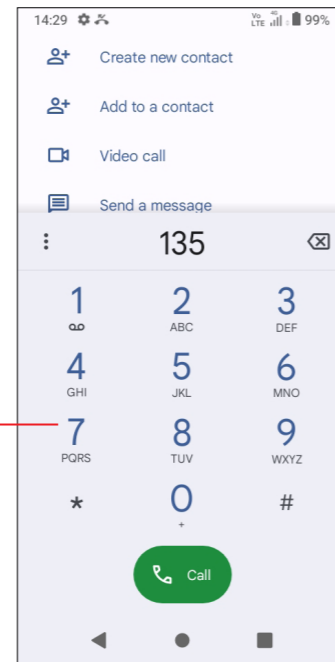 14:29 Vo LTE 4G 99%
Create new contact
Add to a contact
Video call
Send a message
135
1 2 3
ABC DEF
4 5 6
GHI JKL MNO
7 8 9
PQRS TUV WXYZ
* 0 #
+
Call